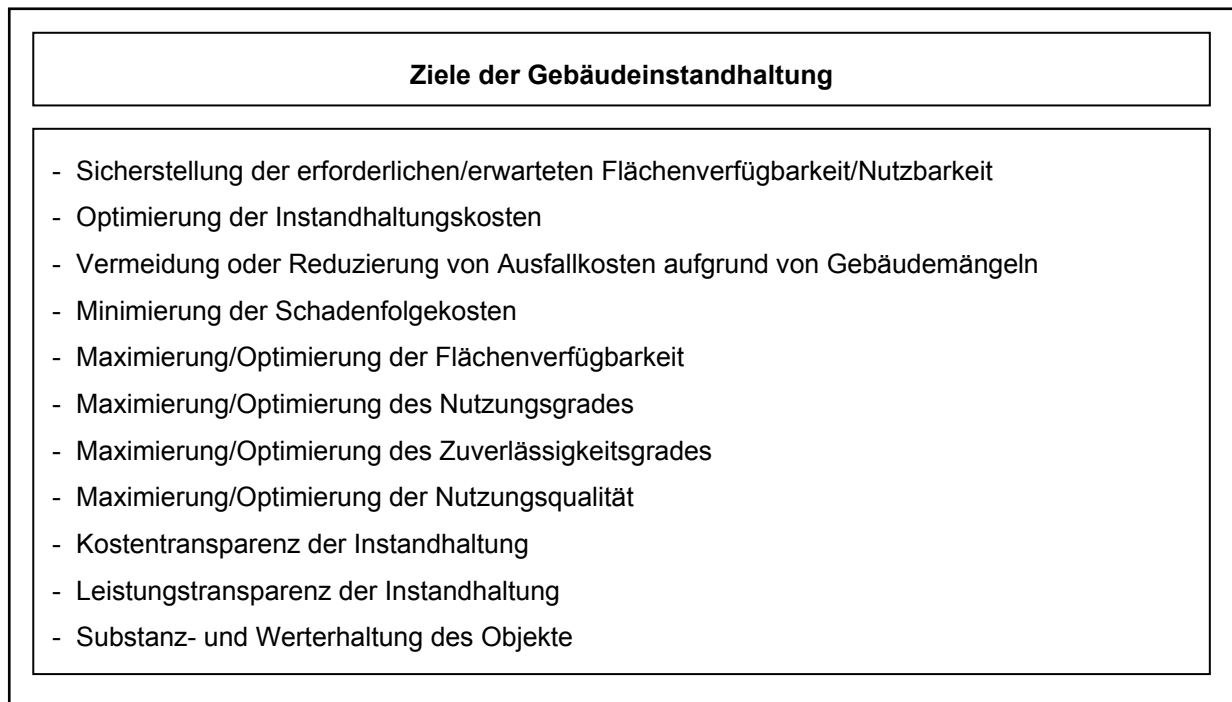 Ziele der Gebäudeinstandhaltung
- Sicherstellung der erforderlichen/erwarteten Flächenverfügbarkeit/Nutzbarkeit
- Optimierung der Instandhaltungskosten
- Vermeidung oder Reduzierung von Ausfallkosten aufgrund von Gebäudemängeln
- Minimierung der Schadenfolgekosten
- Maximierung/Optimierung der Flächenverfügbarkeit
- Maximierung/Optimierung des Nutzungsgrades
- Maximierung/Optimierung des Zuverlässigkeitsgrades
- Maximierung/Optimierung der Nutzungsqualität
- Kostentransparenz der Instandhaltung
- Leistungstransparenz der Instandhaltung
- Substanz- und Werterhaltung des Objekte